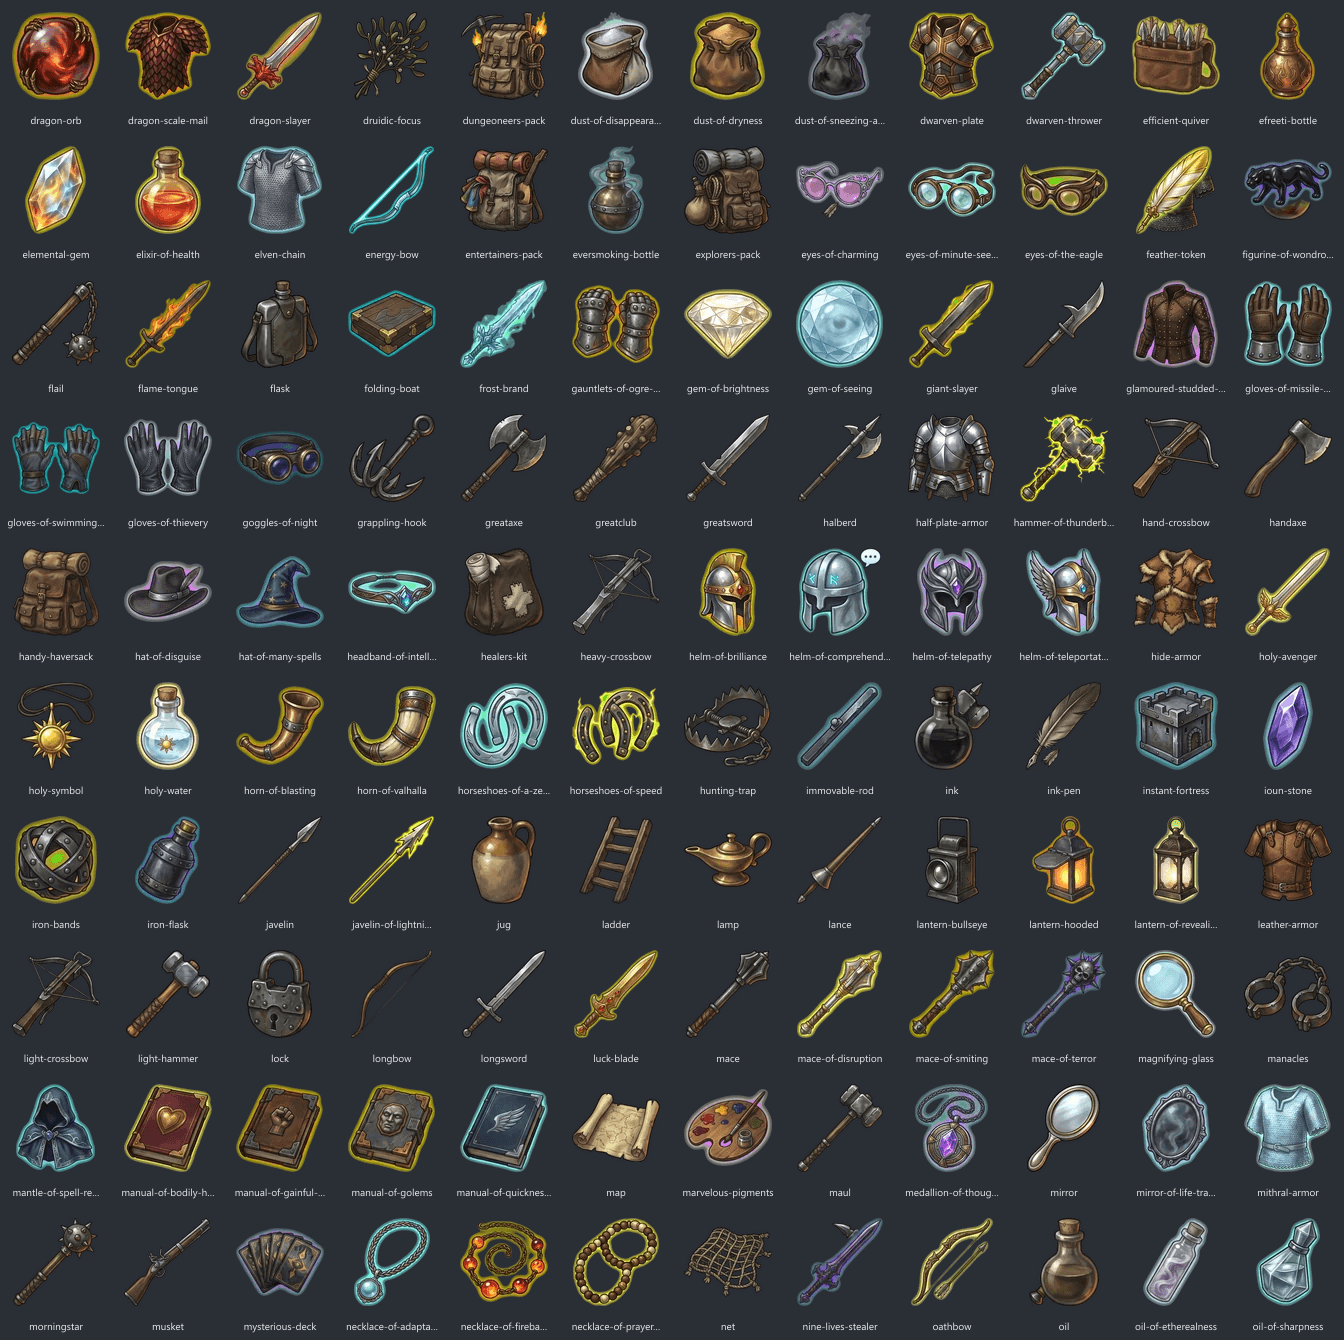 dragon-orb
dragon-scale-mail
dragon-slayer
druidic-focus
dungeoneers-pack
dust-of-disappeara...
dust-of-dryness
dust-of-sneezing-a...
dwarven-plate
dwarven-thrower
efficient-quiver
efreeti-bottle
elemental-gem
elixir-of-health
elven-chain
energy-bow
entertainers-pack
eversmoking-bottle
explorers-pack
eyes-of-charming
eyes-of-minute-see...
eyes-of-the-eagle
feather-token
figurine-of-wondro...
flail
flame-tongue
flask
folding-boat
frost-brand
gauntlets-of-ogre-...
gem-of-brightness
gem-of-seeing
giant-slayer
glaive
glamoured-studded-...
gloves-of-missile-...
gloves-of-swimming...
gloves-of-thievery
goggles-of-night
grappling-hook
greataxe
greatclub
greatsword
halberd
half-plate-armor
hammer-of-thunderb...
hand-crossbow
handaxe
handy-haversack
hat-of-disguise
hat-of-many-spells
headband-of-intell...
healers-kit
heavy-crossbow
helm-of-brilliance
helm-of-comprehend...
helm-of-telepathy
helm-of-teleportat...
hide-armor
holy-avenger
holy-symbol
holy-water
horn-of-blasting
horn-of-valhalla
horseshoes-of-a-ze...
horseshoes-of-speed
hunting-trap
immovable-rod
ink
ink-pen
instant-fortress
ioun-stone
iron-bands
iron-flask
javelin
javelin-of-lightni...
jug
ladder
lamp
lance
lantern-bullseye
lantern-hooded
lantern-of-reveali...
leather-armor
light-crossbow
light-hammer
lock
longbow
longsword
luck-blade
mace
mace-of-disruption
mace-of-smiting
mace-of-terror
magnifying-glass
manacles
mantle-of-spell-re...
manual-of-bodily-h...
manual-of-gainful-...
manual-of-golems
manual-of-quicknes...
map
marvelous-pigments
maul
medallion-of-thoug...
mirror
mirror-of-life-tra...
mithral-armor
morningstar
musket
mysterious-deck
necklace-of-adapta...
necklace-of-fireba...
necklace-of-prayer...
net
nine-lives-stealer
oathbow
oil
oil-of-etherealness
oil-of-sharpness